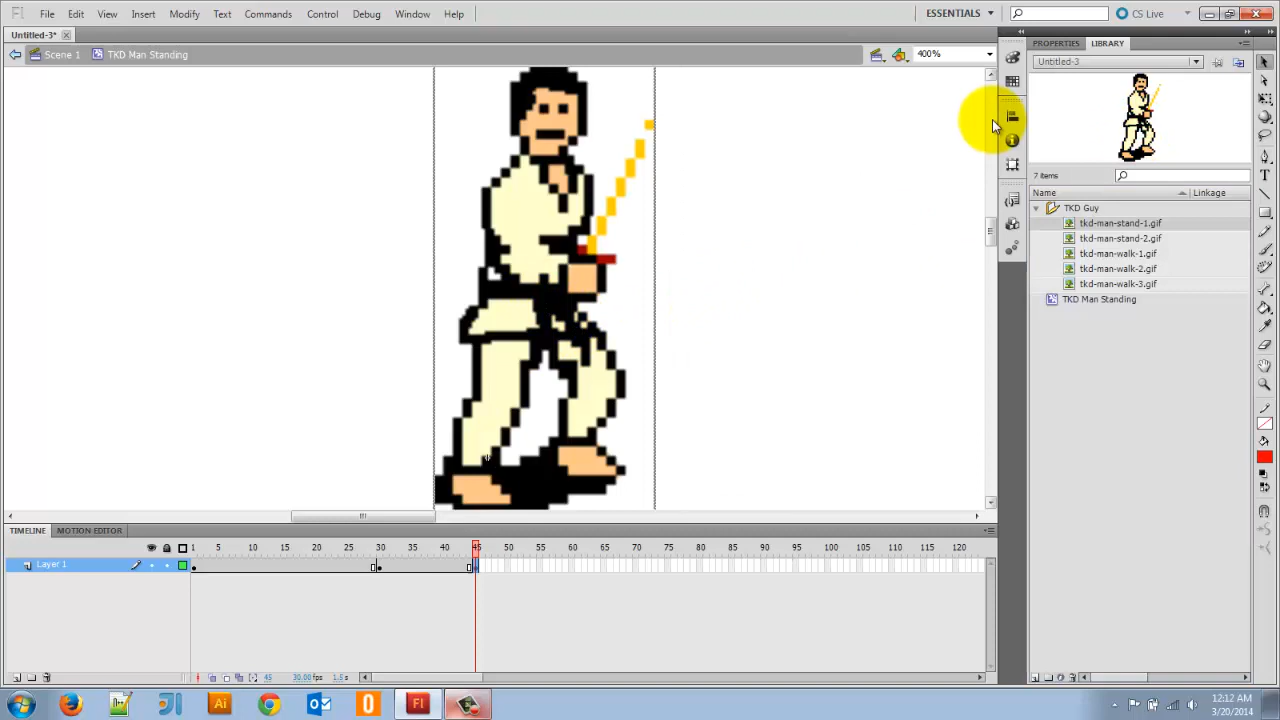 Fl File Edit View Insert Modify Text Commands Control Debug Window Help ESSENTIALS CS Live
Untitled-3*
Scene 1 TKD Man Standing 400%
PROPERTIES LIBRARY
Untitled-3
7 items
Name Linkage
TKD Guy
tkd-man-stand-1.gif
tkd-man-stand-2.gif
tkd-man-walk-1.gif
tkd-man-walk-2.gif
tkd-man-walk-3.gif
TKD Man Standing
TIMELINE MOTION EDITOR
1 5 10 15 20 25 30 35 40 45 50 55 60 65 70 75 80 85 90 95 100 105 110 115 120
Layer 1
45 30.00 fps 1.5 s
Ai Fl
12:12 AM
3/20/2014